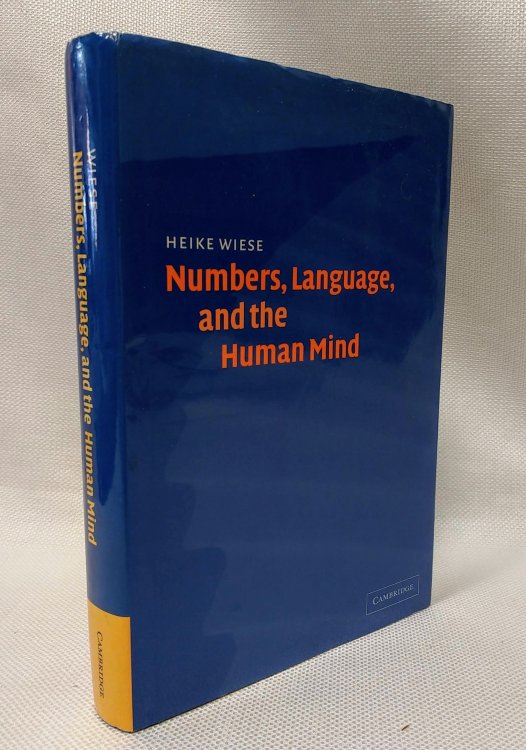 WIESE
Numbers, Language, and the Human Mind
CAMBRIDGE
HEIKE WIESE
Numbers, Language,
and the
Human Mind
CAMBRIDGE